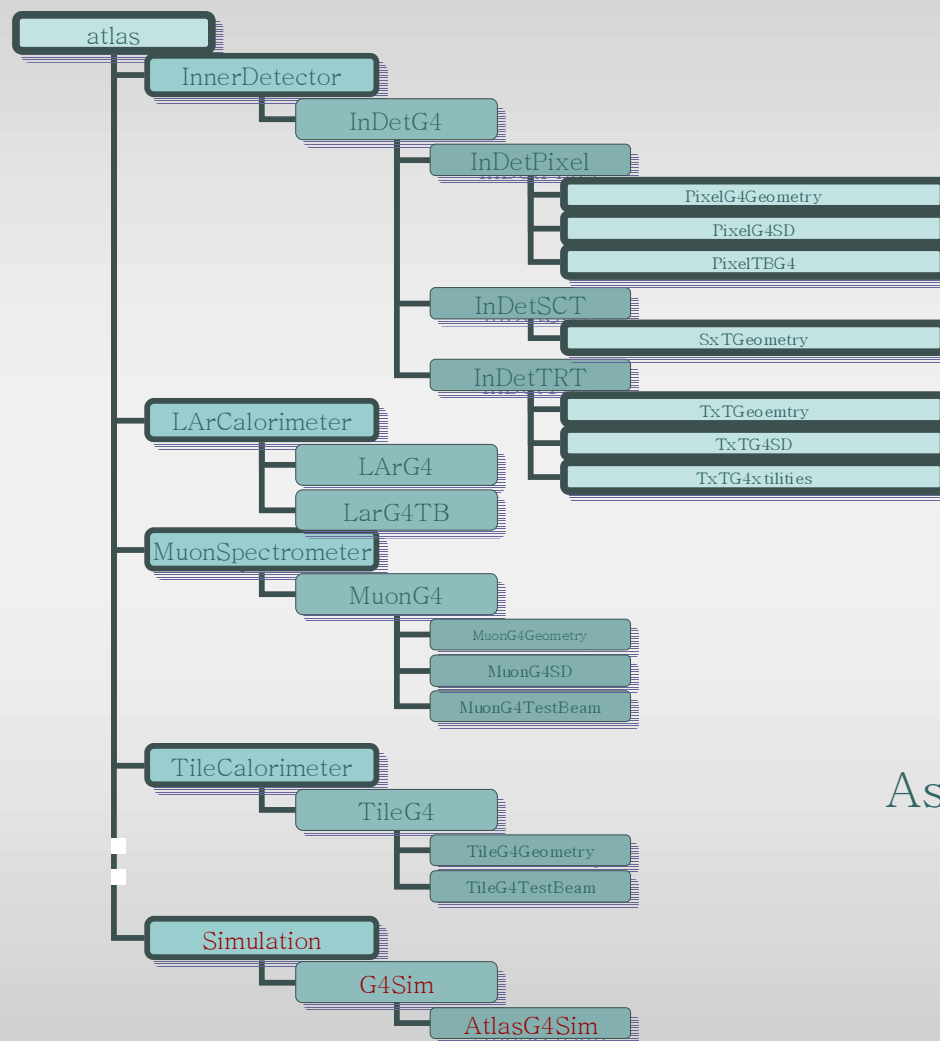 atlas
InnerDetector
InDetG4
InDetPixel
PixelG4Geometry
PixelG4SD
PixelTBG4
InDetSCT
SxTGeometry
InDetTRT
TxTGeoemtry
TxTG4SD
TxTG4xtilities
LArCalorimeter
LArG4
LarG4TB
MuonSpectrometer
MuonG4
MuonG4Geometry
MuonG4SD
MuonG4TestBeam
TileCalorimeter
As
TileG4
TileG4Geometry
TileG4TestBeam
Simulation
G4Sim
AtlasG4Sim